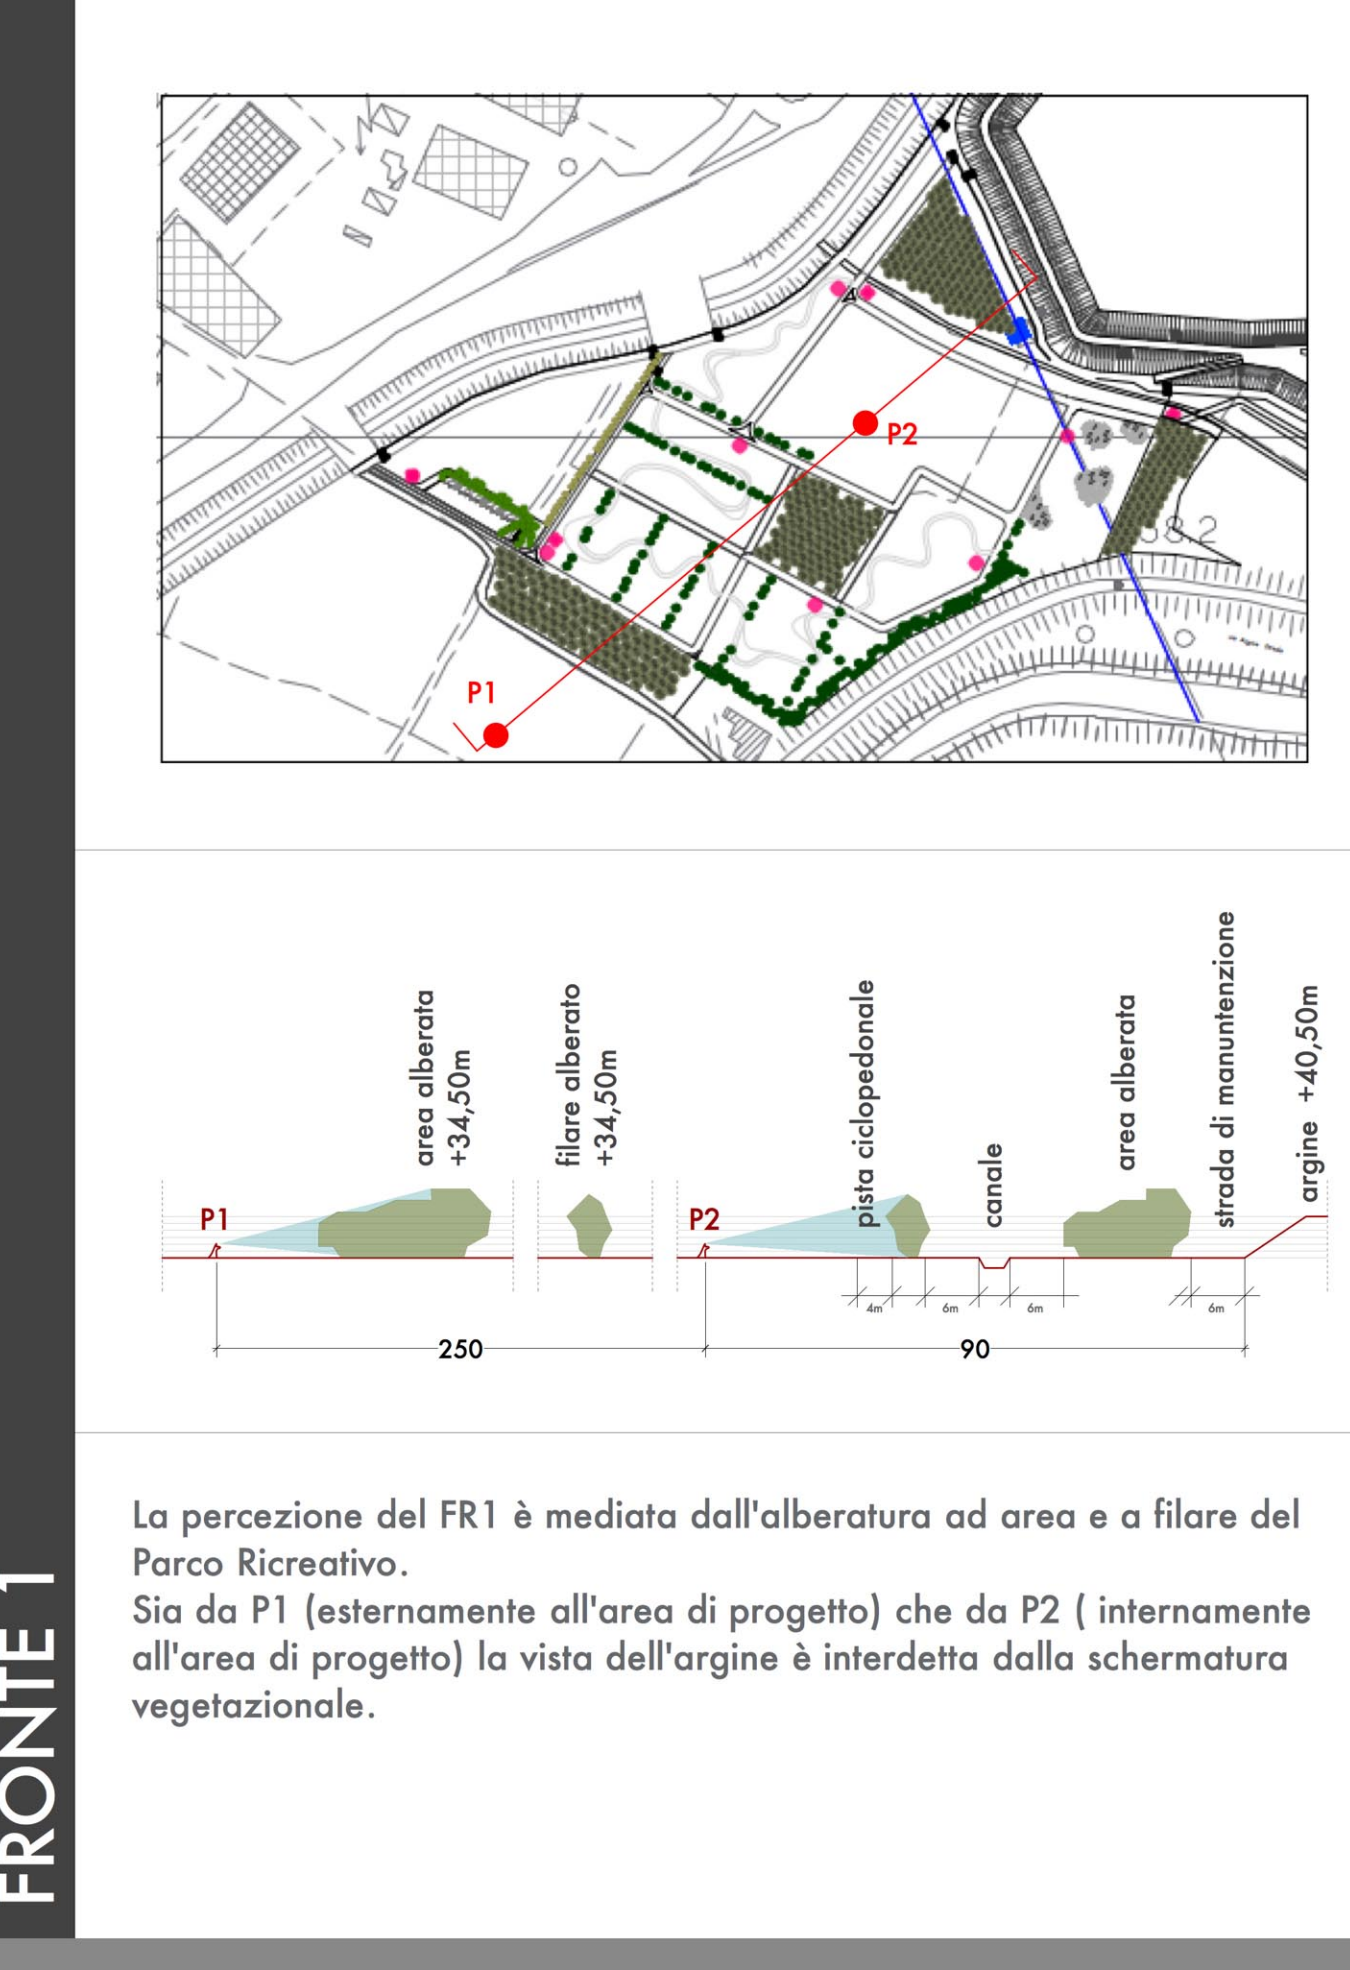 P2
P1
area alberata
+34,50m
filare alberato
+34,50m
pista ciclopedonale
canale
area alberata
strada di manuntenzione
argine +40,50m
P1
P2
4m
6m
6m
6m
250
90
FRONTE 1
La percezione del FR1 è mediata dall'alberatura ad area e a filare del
Parco Ricreativo.
Sia da P1 (esternamente all'area di progetto) che da P2 ( internamente
all'area di progetto) la vista dell'argine è interdetta dalla schermatura
vegetazionale.